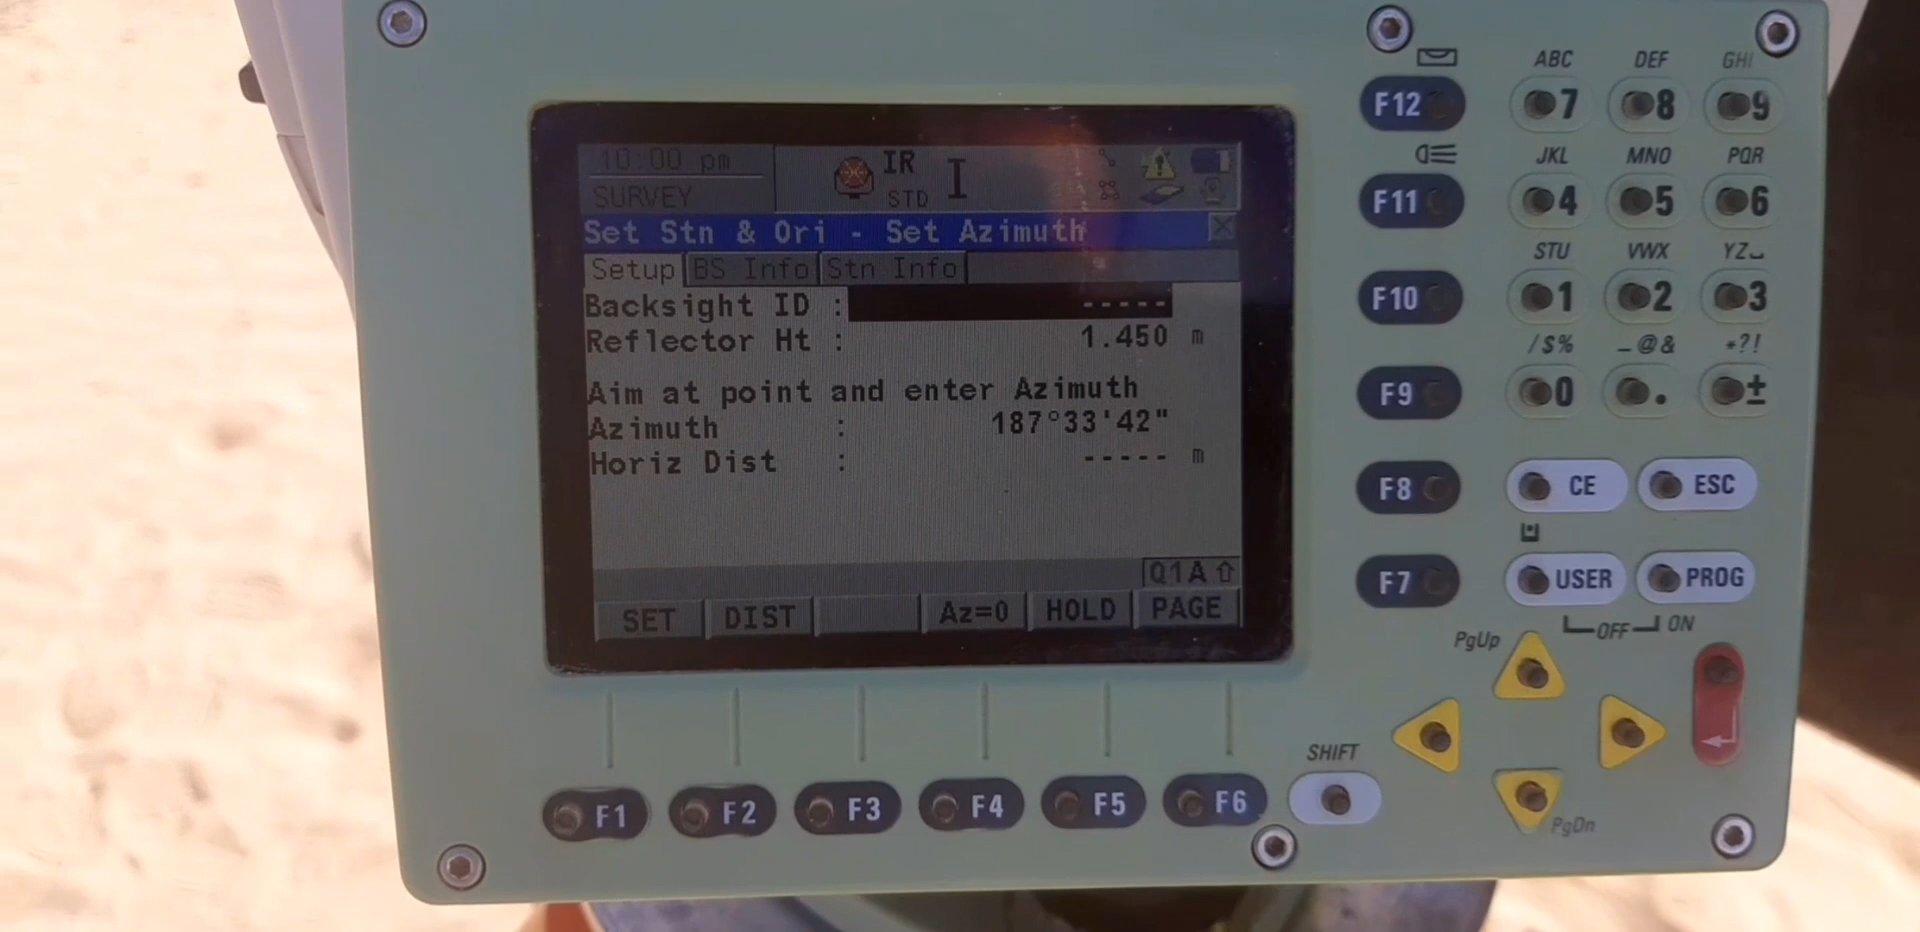 10:00 pm
SURVEY
IR
STD
I
Set Stn & Ori - Set Azimuth
Setup BS Info Stn Info
Backsight ID : -----
Reflector Ht : 1.450 m
Aim at point and enter Azimuth
Azimuth : 187°33'42"
Horiz Dist : ----- m
Q1A⇧
SET DIST Az=0 HOLD PAGE
F1 F2 F3 F4 F5 F6
SHIFT
F12
F11
F10
F9
F8
F7
ABC DEF GHI
7 8 9
JKL MNO PQR
4 5 6
STU VWX YZ␣
1 2 3
/$% _@& *?!
0 . ±
CE ESC
USER PROG
OFF ON
PgUp
PgDn